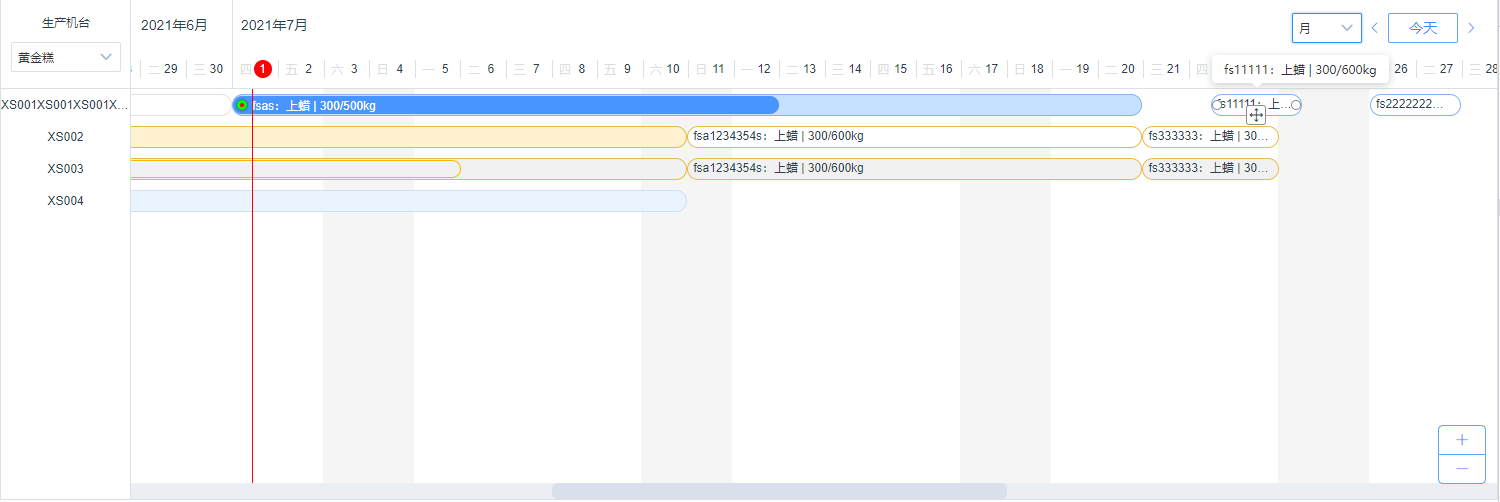 生产机台
黄金糕
2021年6月
2021年7月
月
今天
二 29 三 30 四 1 五 2 六 3 日 4 一 5 二 6 三 7 四 8 五 9 六 10 日 11 一 12 二 13 三 14 四 15 五 16 六 17 日 18 一 19 二 20 三 21 四 26 二 27 三 28
fs11111：上蜡 | 300/600kg
XS001XS001XS001X...
fsas：上蜡 | 300/500kg
fs11111：上...
fs2222222...
XS002
fsa1234354s：上蜡 | 300/600kg
fs333333：上蜡 | 30...
XS003
fsa1234354s：上蜡 | 300/600kg
fs333333：上蜡 | 30...
XS004